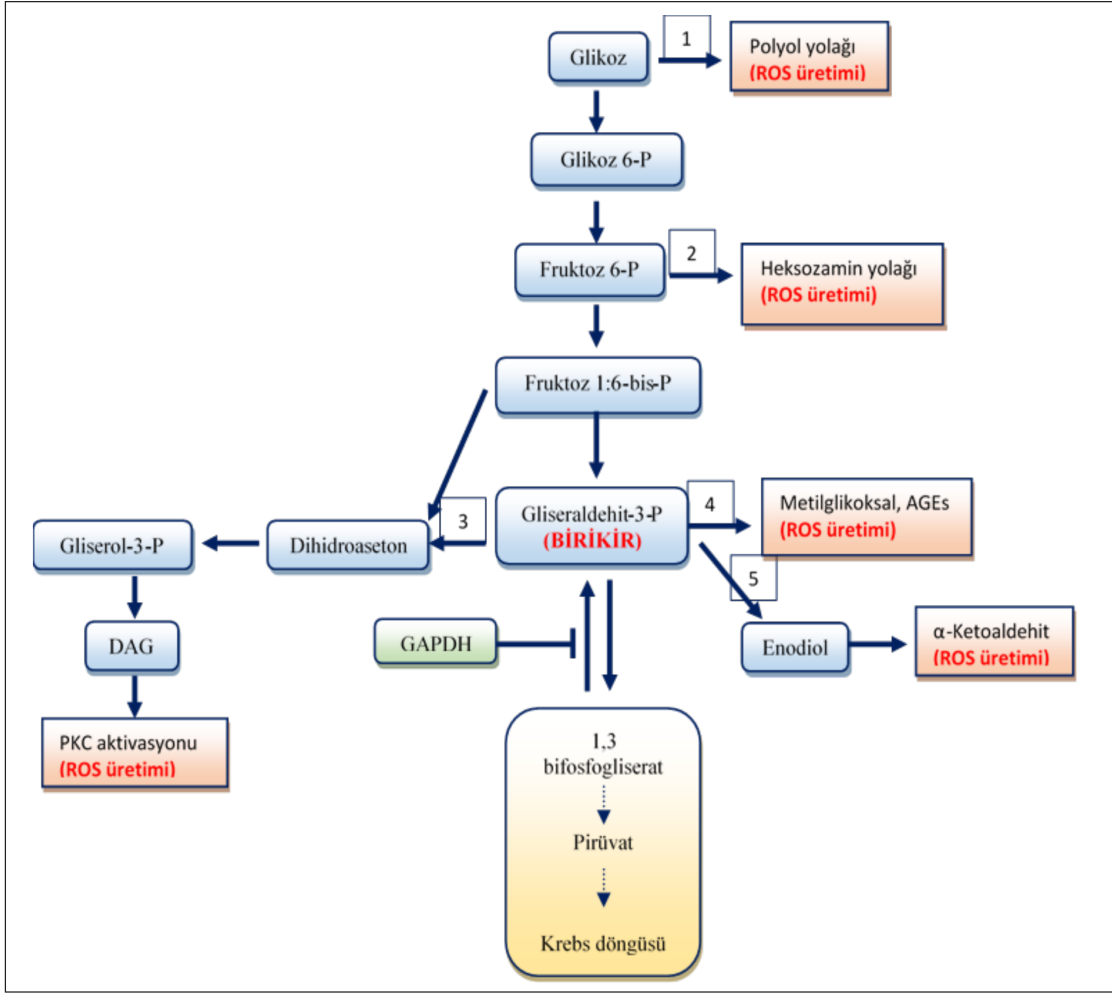 1
Glikoz
Polyol yolağı
(ROS üretimi)
Glikoz 6-P
2
Fruktoz 6-P
Heksozamin yolağı
(ROS üretimi)
Fruktoz 1:6-bis-P
3
Gliseraldehit-3-P
(BİRİKİR)
4
Metilglikoksal, AGEs
(ROS üretimi)
Gliserol-3-P
Dihidroaseton
5
DAG
GAPDH
Enodiol
α-Ketoaldehit
(ROS üretimi)
PKC aktivasyonu
(ROS üretimi)
1,3
bifosfogliserat
Pirüvat
Krebs döngüsü